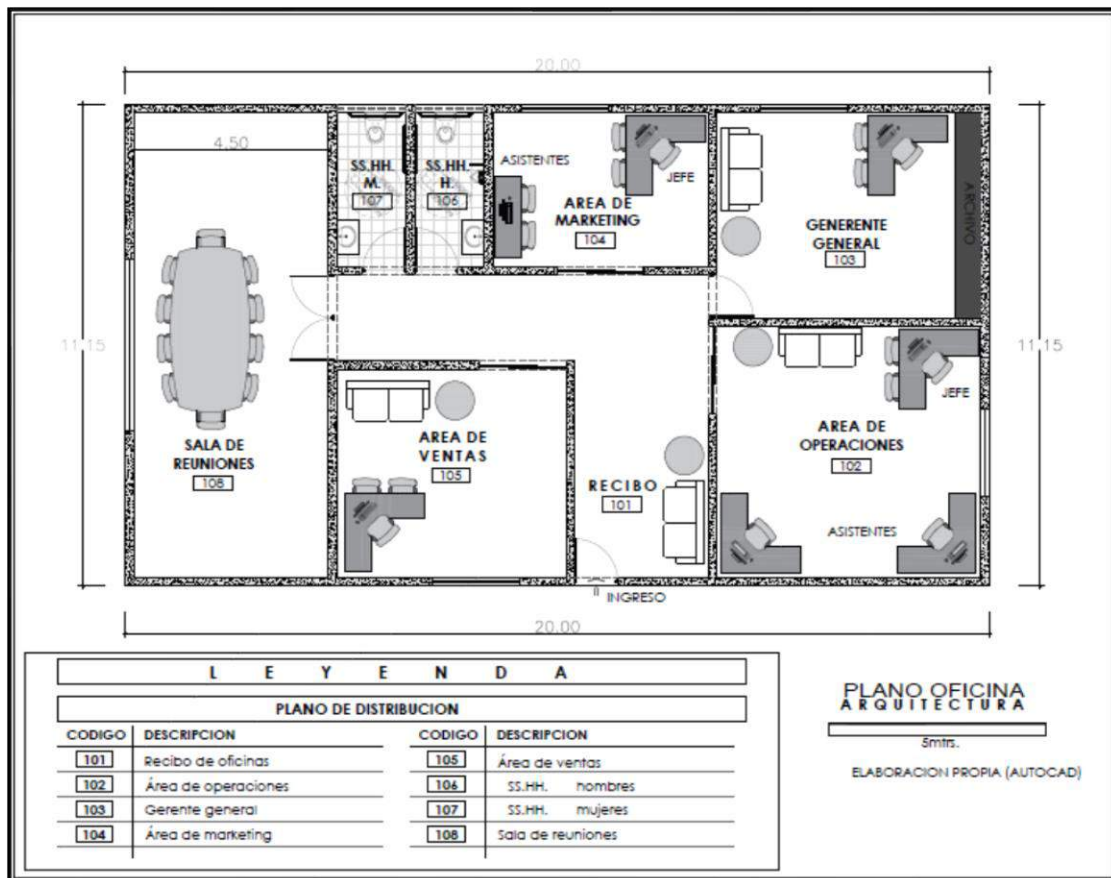 20.00
4.50
SS.HH.
M.
107
SS.HH.
H.
106
ASISTENTES
JEFE
AREA DE
MARKETING
104
GENERENTE
GENERAL
103
ARCHIVO
11.15
11.15
SALA DE
REUNIONES
108
AREA DE
VENTAS
105
RECIBO
101
JEFE
AREA DE
OPERACIONES
102
ASISTENTES
INGRESO
20.00
L E Y E N D A
PLANO DE DISTRIBUCION
CODIGO DESCRIPCION CODIGO DESCRIPCION
101 Recibo de oficinas 105 Área de ventas
102 Área de operaciones 106 SS.HH. hombres
103 Gerente general 107 SS.HH. mujeres
104 Área de marketing 108 Sala de reuniones
PLANO OFICINA
ARQUITECTURA
5mtrs.
ELABORACION PROPIA (AUTOCAD)